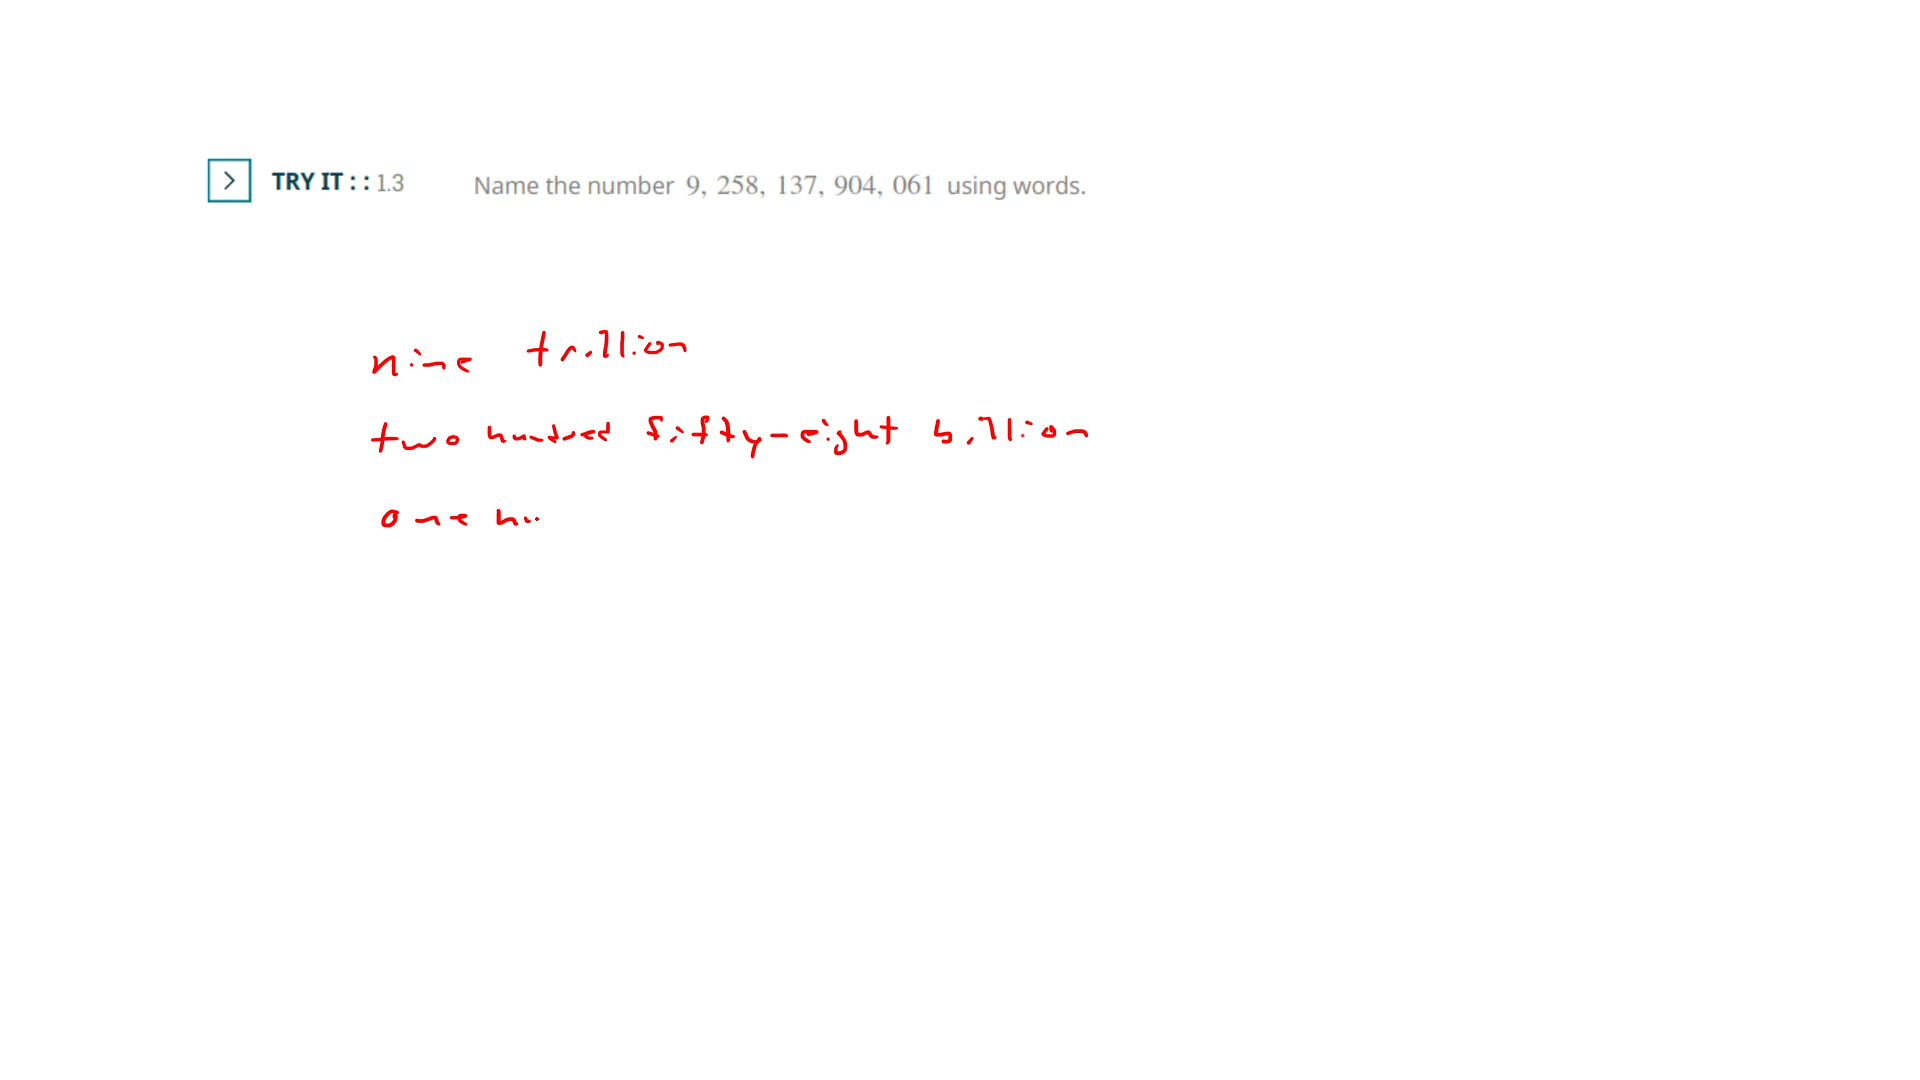 > TRY IT : : 1.3 Name the number 9, 258, 137, 904, 061 using words.
nine trillion
two hundred fifty-eight billion
one hu